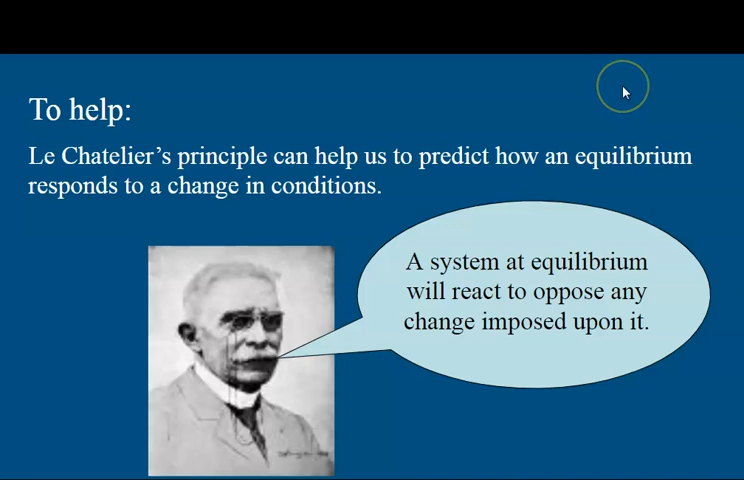 To help:
Le Chatelier’s principle can help us to predict how an equilibrium
responds to a change in conditions.
A system at equilibrium
will react to oppose any
change imposed upon it.